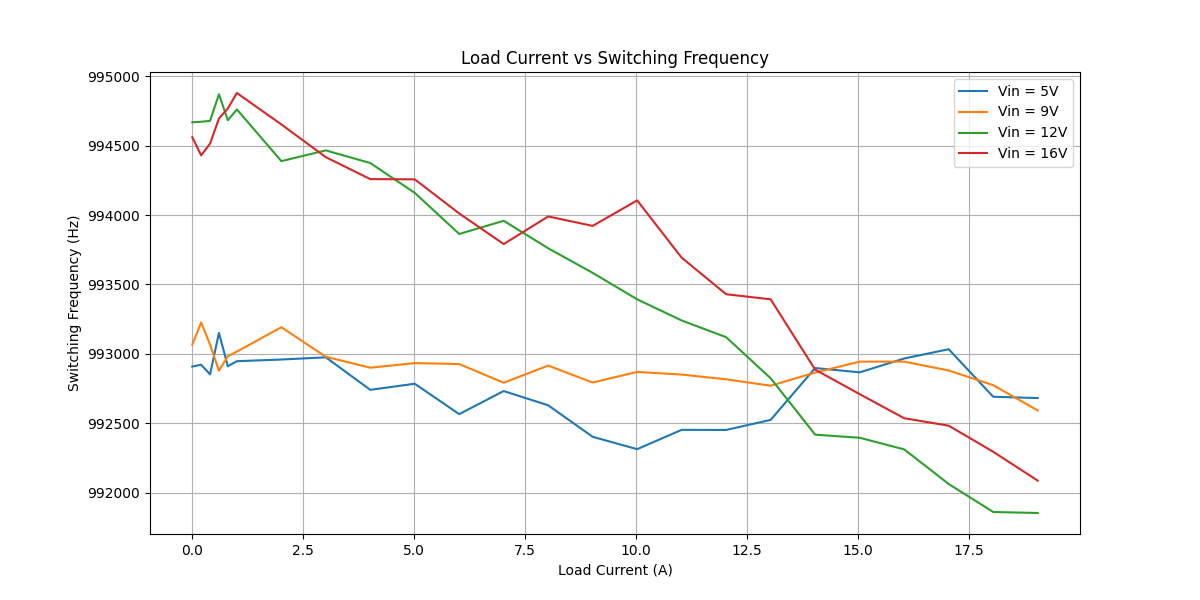 Load Current vs Switching Frequency
995000
994500
994000
993500
993000
992500
992000
Switching Frequency (Hz)
Vin = 5V
Vin = 9V
Vin = 12V
Vin = 16V
0.0 2.5 5.0 7.5 10.0 12.5 15.0 17.5
Load Current (A)